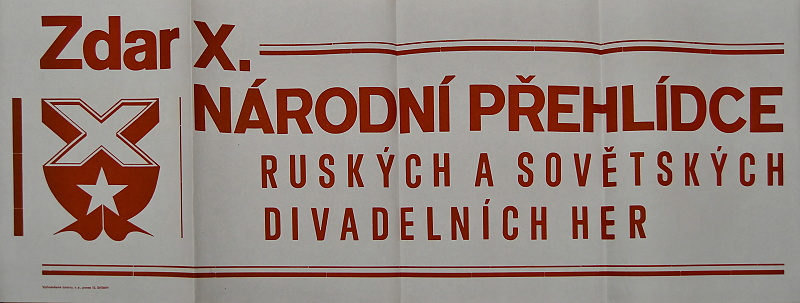 Zdar X.
NÁRODNÍ PŘEHLÍDCE
RUSKÝCH A SOVĚTSKÝCH
DIVADELNÍCH HER
X